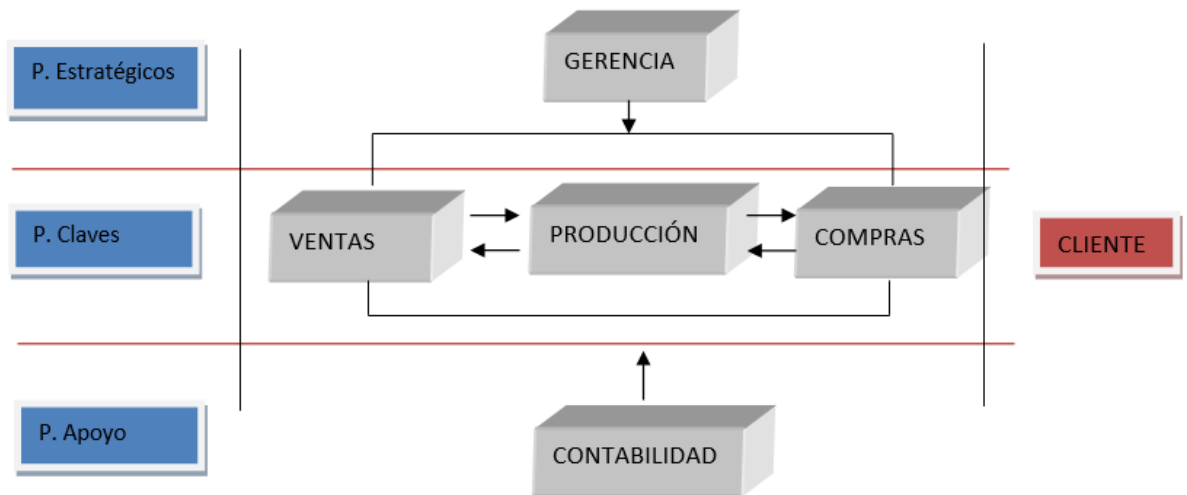 P. Estratégicos
GERENCIA
P. Claves
VENTAS
PRODUCCIÓN
COMPRAS
CLIENTE
P. Apoyo
CONTABILIDAD